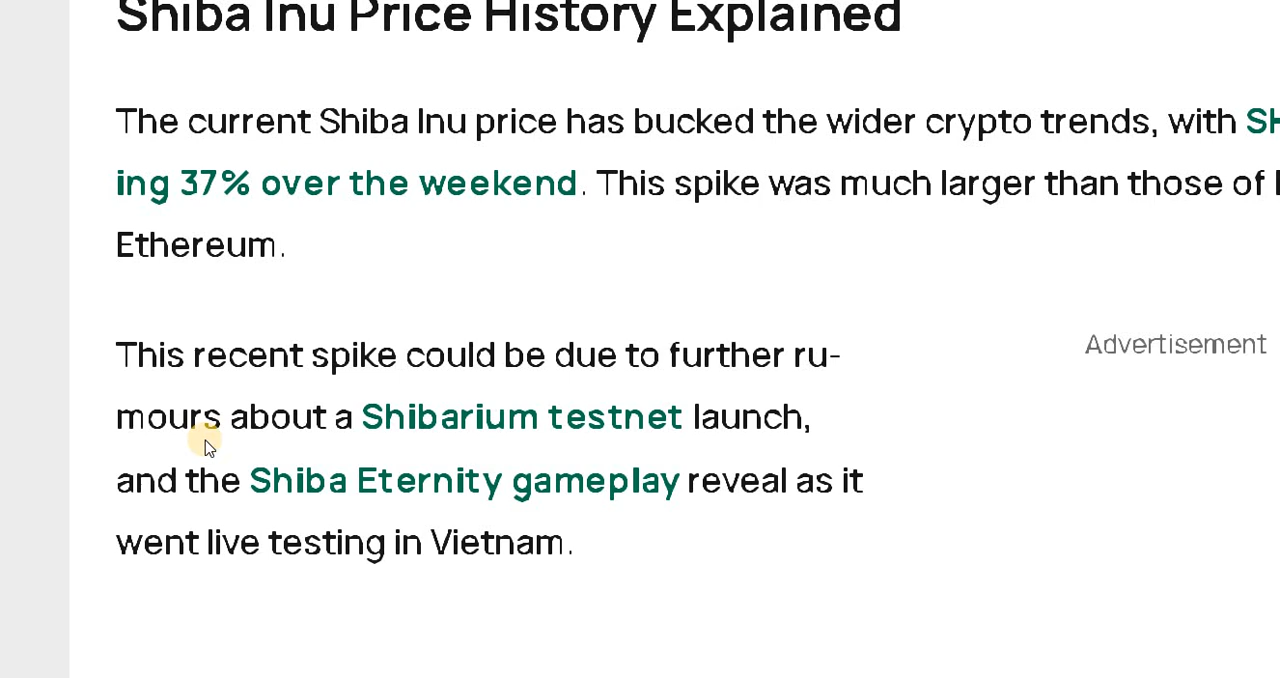 Shiba Inu Price History Explained
The current Shiba Inu price has bucked the wider crypto trends, with
ing 37% over the weekend. This spike was much larger than those of
Ethereum.
This recent spike could be due to further ru-
Advertisement
mours about a Shibarium testnet launch,
and the Shiba Eternity gameplay reveal as it
went live testing in Vietnam.